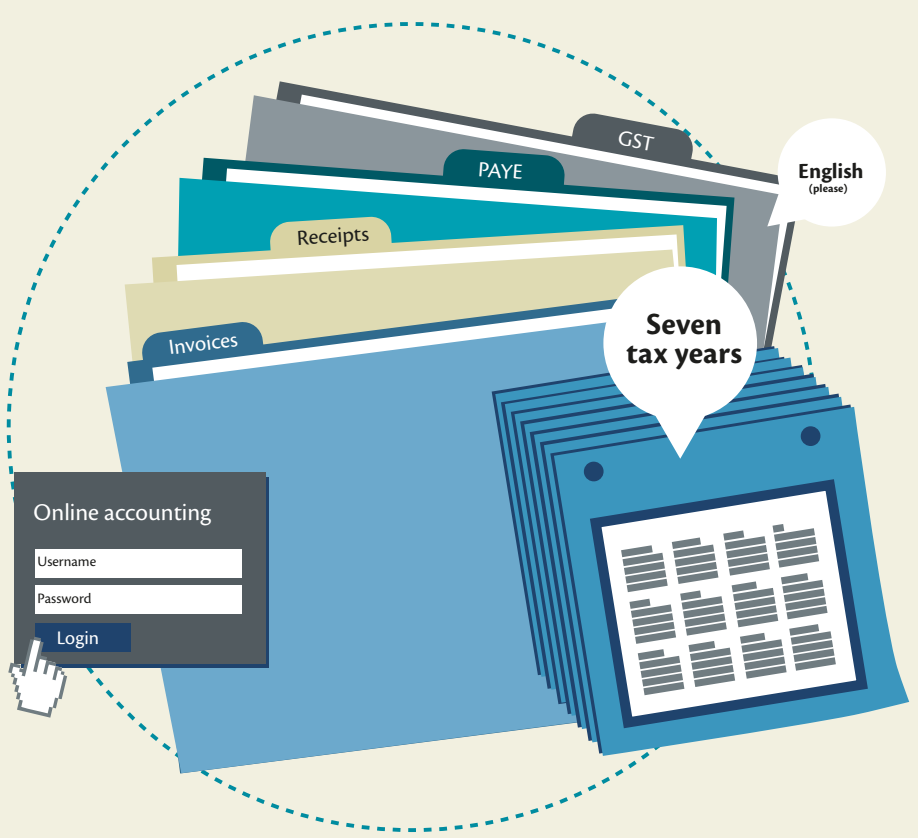 GST
PAYE
English
(please)
Receipts
Invoices
Seven
tax years
Online accounting
Username
Password
Login